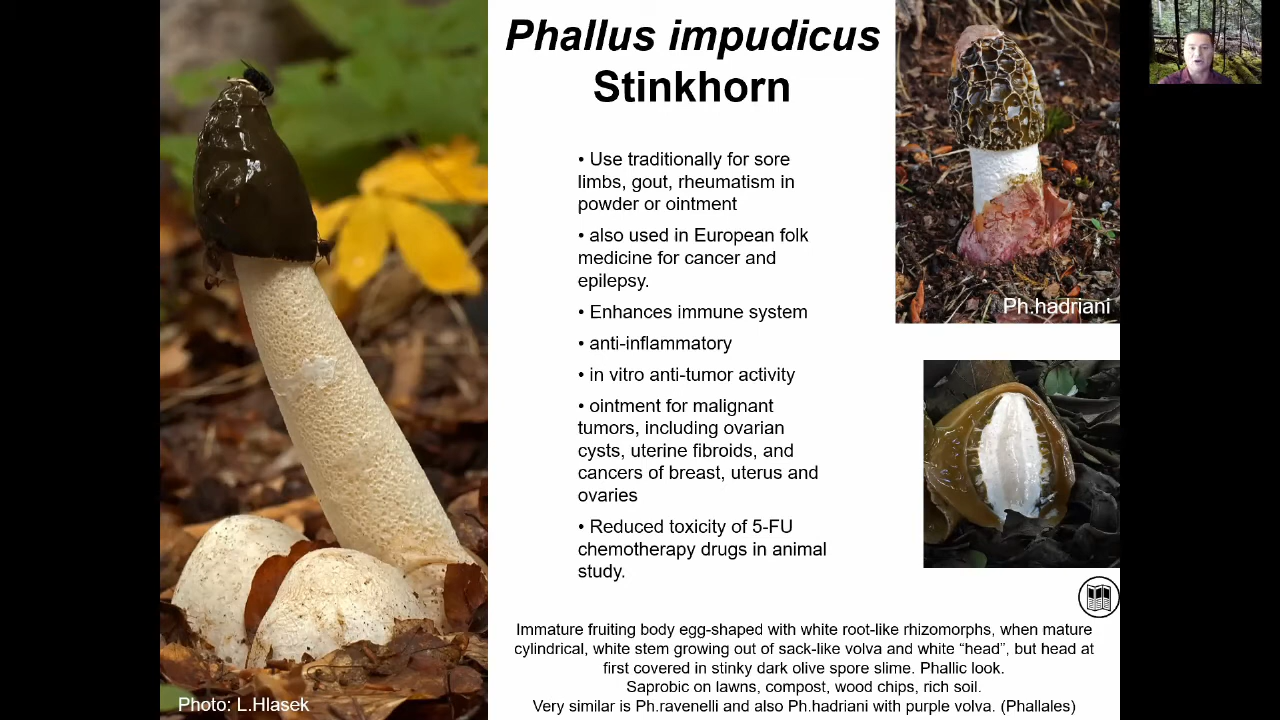 Phallus impudicus
Stinkhorn
• Use traditionally for sore
limbs, gout, rheumatism in
powder or ointment
• also used in European folk
medicine for cancer and
epilepsy.
• Enhances immune system
• anti-inflammatory
• in vitro anti-tumor activity
• ointment for malignant
tumors, including ovarian
cysts, uterine fibroids, and
cancers of breast, uterus and
ovaries
• Reduced toxicity of 5-FU
chemotherapy drugs in animal
study.
Ph.hadriani
Immature fruiting body egg-shaped with white root-like rhizomorphs, when mature
cylindrical, white stem growing out of sack-like volva and white “head”, but head at
first covered in stinky dark olive spore slime. Phallic look.
Saprobic on lawns, compost, wood chips, rich soil.
Very similar is Ph.ravenelli and also Ph.hadriani with purple volva. (Phallales)
Photo: L.Hlasek